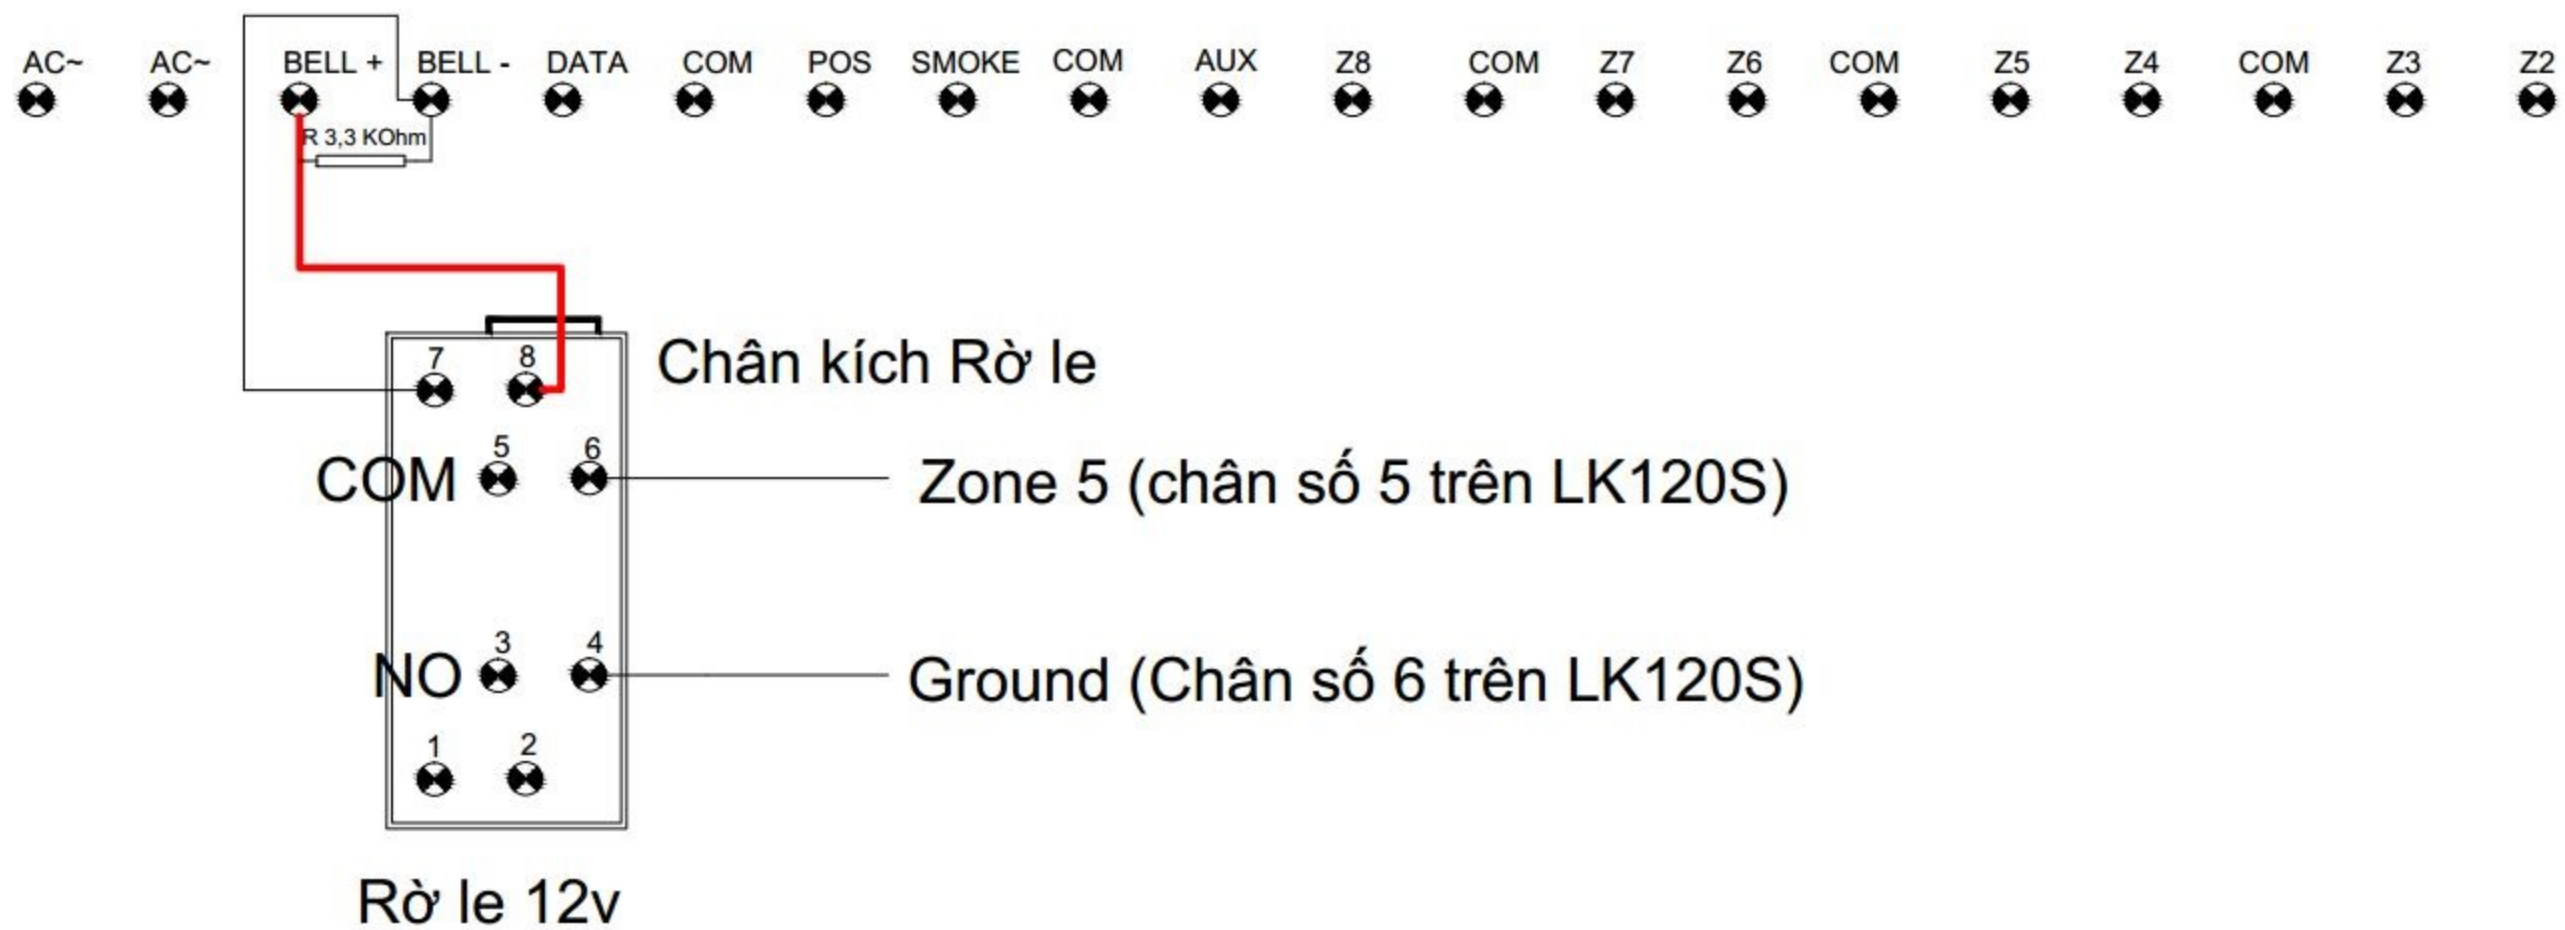 AC~ AC~ BELL + BELL - DATA COM POS SMOKE COM AUX Z8 COM Z7 Z6 COM Z5 Z4 COM Z3 Z2
R 3,3 KOhm
7 8 Chân kích Rờ le
5 6
COM Zone 5 (chân số 5 trên LK120S)
3 4
NO Ground (Chân số 6 trên LK120S)
1 2
Rờ le 12v